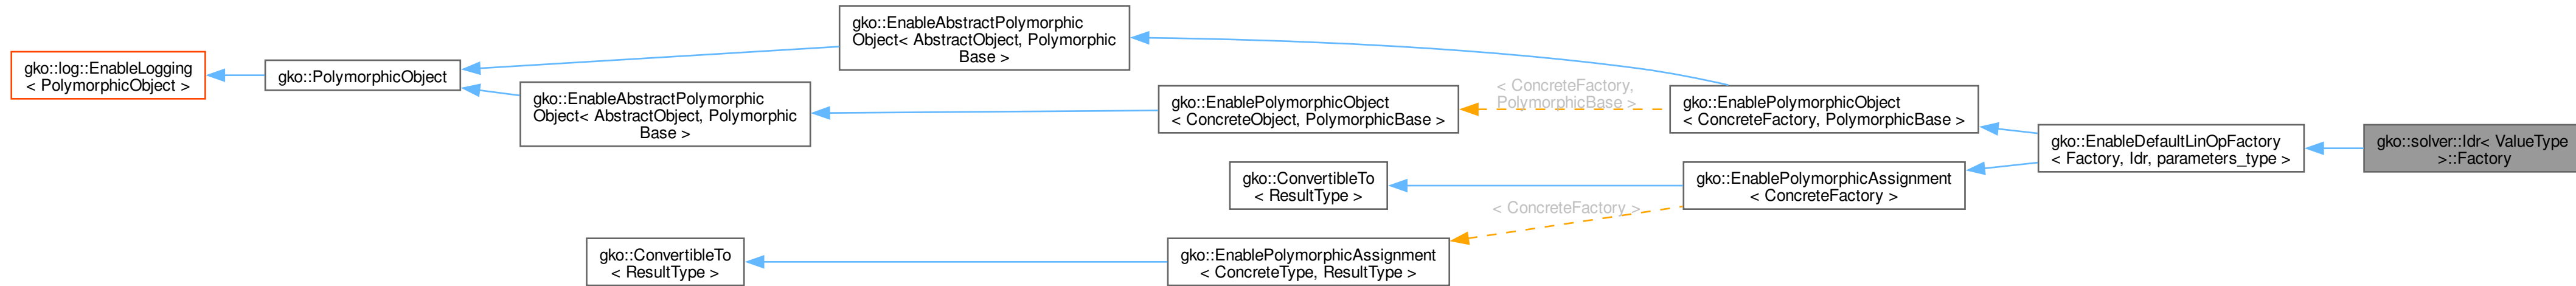 gko::log::EnableLogging
< PolymorphicObject >
gko::PolymorphicObject
gko::EnableAbstractPolymorphic
Object< AbstractObject, Polymorphic
Base >
gko::EnableAbstractPolymorphic
Object< AbstractObject, Polymorphic
Base >
gko::EnablePolymorphicObject
< ConcreteObject, PolymorphicBase >
< ConcreteFactory,
PolymorphicBase >
gko::EnablePolymorphicObject
< ConcreteFactory, PolymorphicBase >
gko::ConvertibleTo
< ResultType >
gko::EnablePolymorphicAssignment
< ConcreteFactory >
< ConcreteFactory >
gko::ConvertibleTo
< ResultType >
gko::EnablePolymorphicAssignment
< ConcreteType, ResultType >
gko::EnableDefaultLinOpFactory
< Factory, Idr, parameters_type >
gko::solver::Idr< ValueType
>::Factory